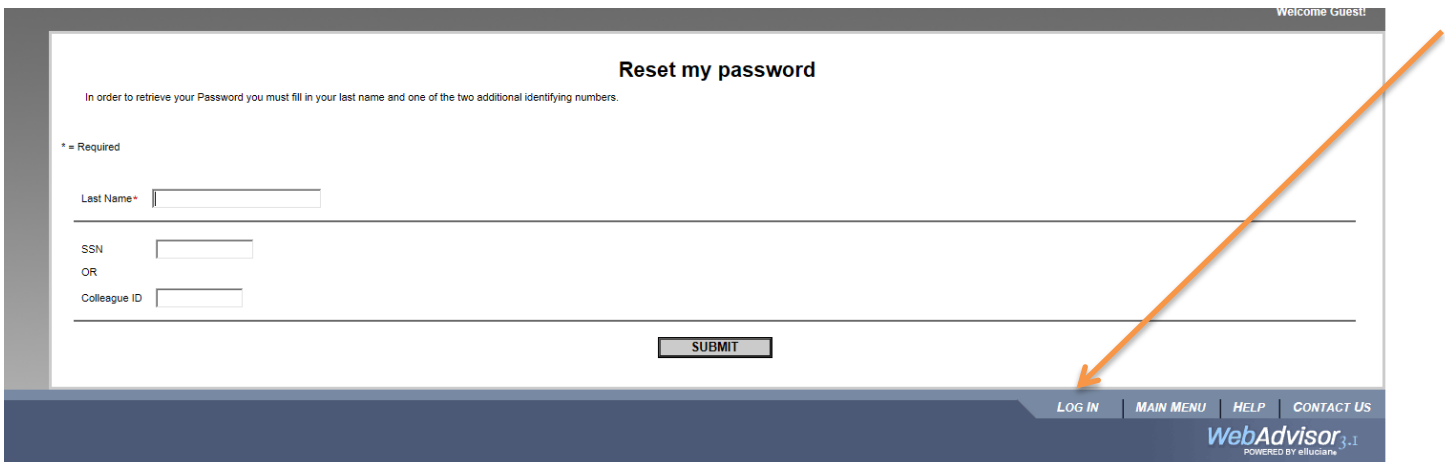 Welcome Guest!
Reset my password
In order to retrieve your Password you must fill in your last name and one of the two additional identifying numbers.
* = Required
Last Name*
SSN
OR
Colleague ID
SUBMIT
LOG IN MAIN MENU HELP CONTACT US
WebAdvisor 3.1
POWERED BY ellucian®